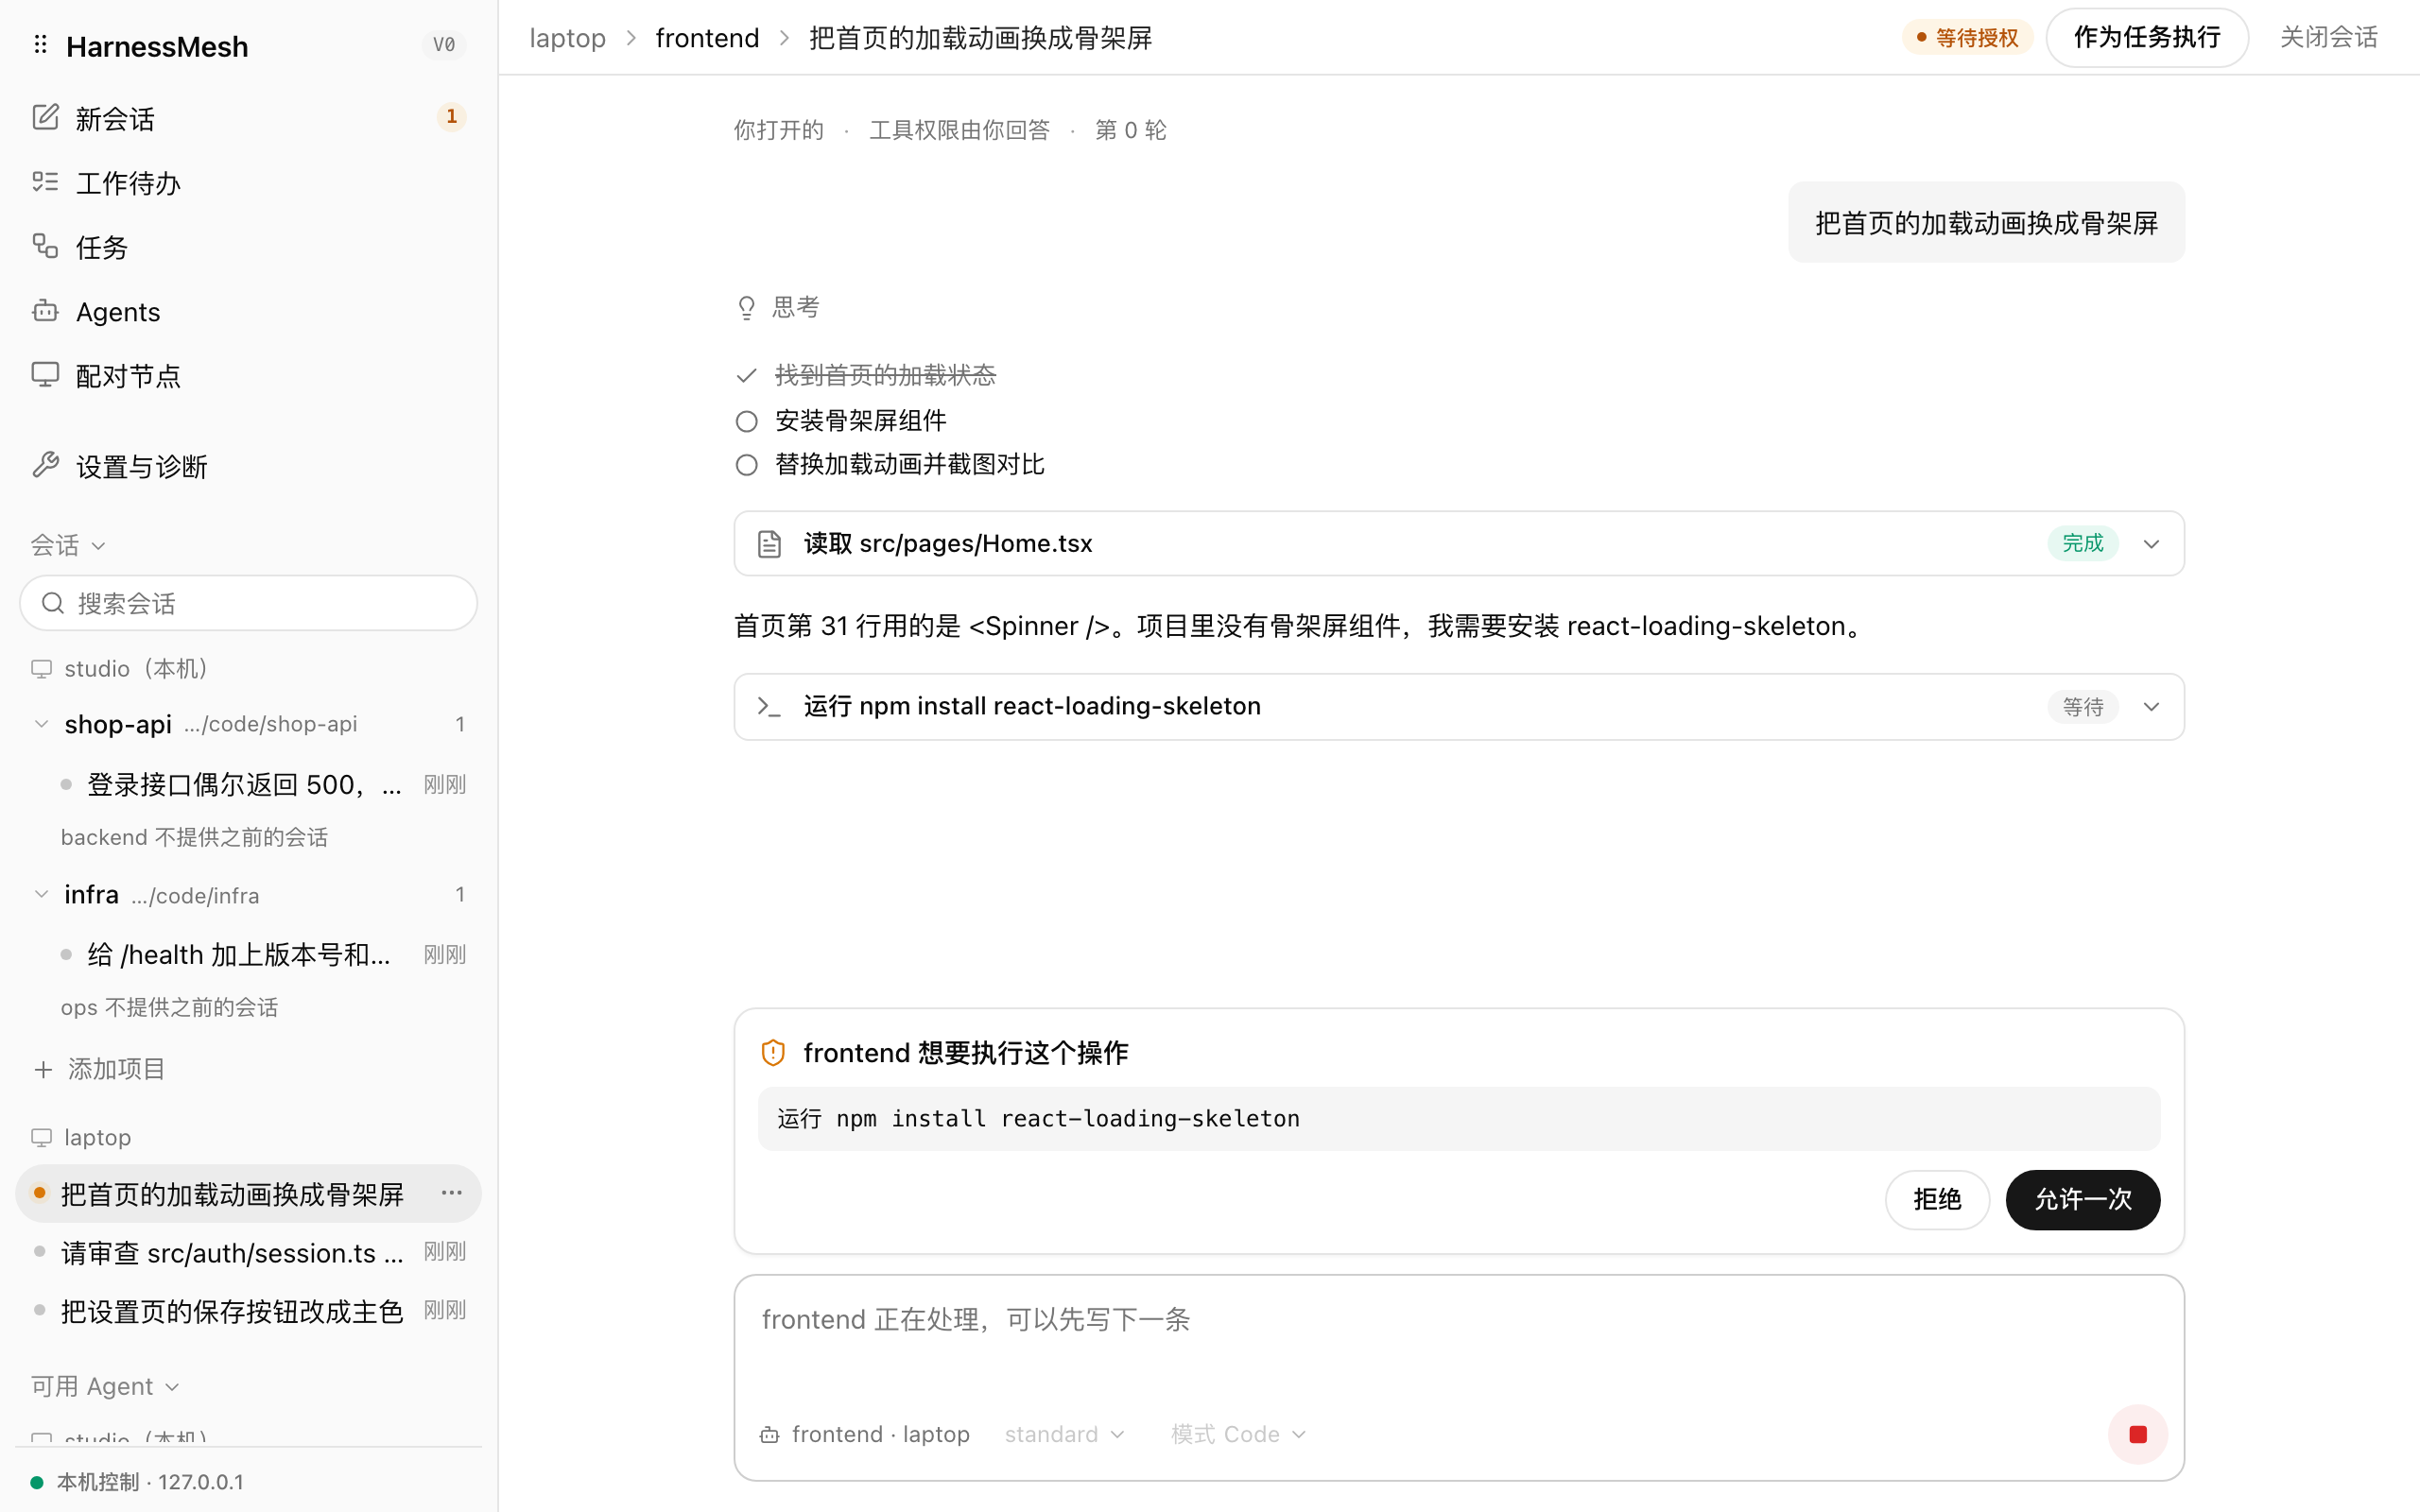 HarnessMesh V0
新会话 1
工作待办
任务
Agents
配对节点
设置与诊断
会话
搜索会话
studio（本机）
shop-api .../code/shop-api 1
登录接口偶尔返回 500，... 刚刚
backend 不提供之前的会话
infra .../code/infra 1
给 /health 加上版本号和... 刚刚
ops 不提供之前的会话
添加项目
laptop
把首页的加载动画换成骨架屏 ...
请审查 src/auth/session.ts ... 刚刚
把设置页的保存按钮改成主色 刚刚
可用 Agent
studio（本机）
本机控制 · 127.0.0.1
laptop > frontend > 把首页的加载动画换成骨架屏
等待授权 作为任务执行 关闭会话
你打开的 · 工具权限由你回答 · 第 0 轮
把首页的加载动画换成骨架屏
思考
找到首页的加载状态
安装骨架屏组件
替换加载动画并截图对比
读取 src/pages/Home.tsx 完成
首页第 31 行用的是 <Spinner />。项目里没有骨架屏组件，我需要安装 react-loading-skeleton。
运行 npm install react-loading-skeleton 等待
frontend 想要执行这个操作
运行 npm install react-loading-skeleton
拒绝 允许一次
frontend 正在处理，可以先写下一条
frontend · laptop standard 模式 Code